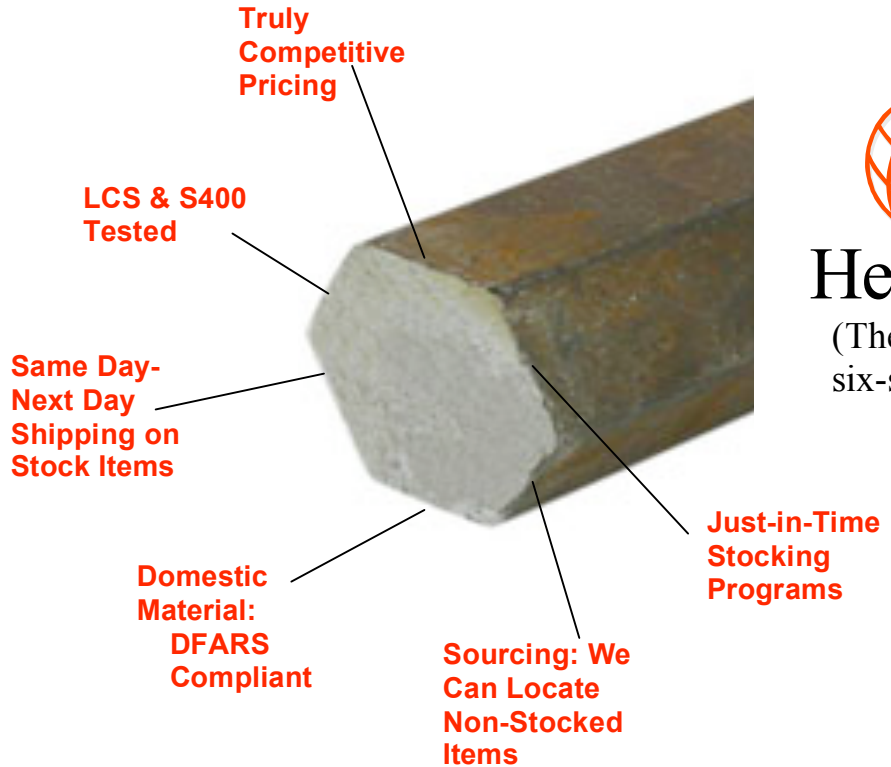 Truly
Competitive
Pricing
LCS & S400
Tested
Same Day-
Next Day
Shipping on
Stock Items
Domestic
Material:
DFARS
Compliant
Sourcing: We
Can Locate
Non-Stocked
Items
Just-in-Time
Stocking
Programs
He
(The
six-s